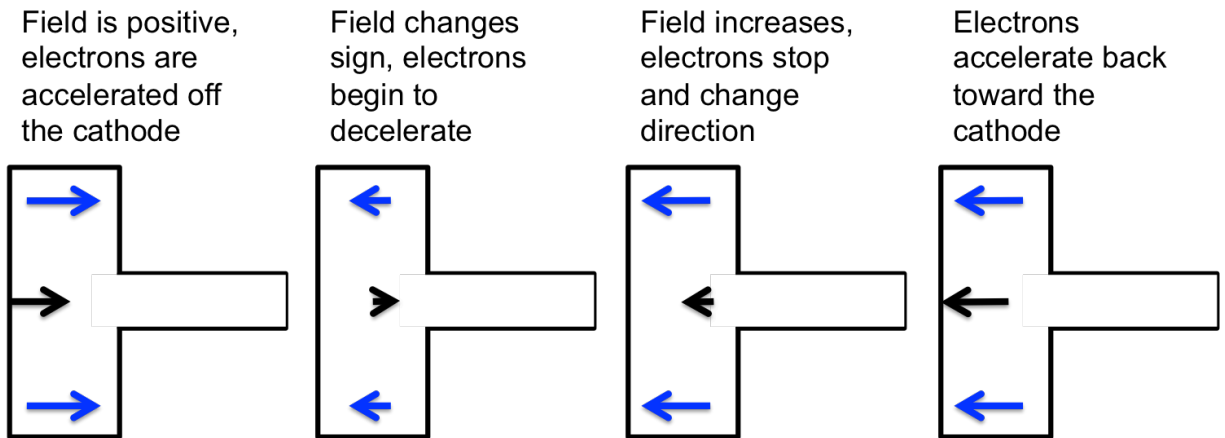 Field is positive,
electrons are
accelerated off
the cathode
Field changes
sign, electrons
begin to
decelerate
Field increases,
electrons stop
and change
direction
Electrons
accelerate back
toward the
cathode